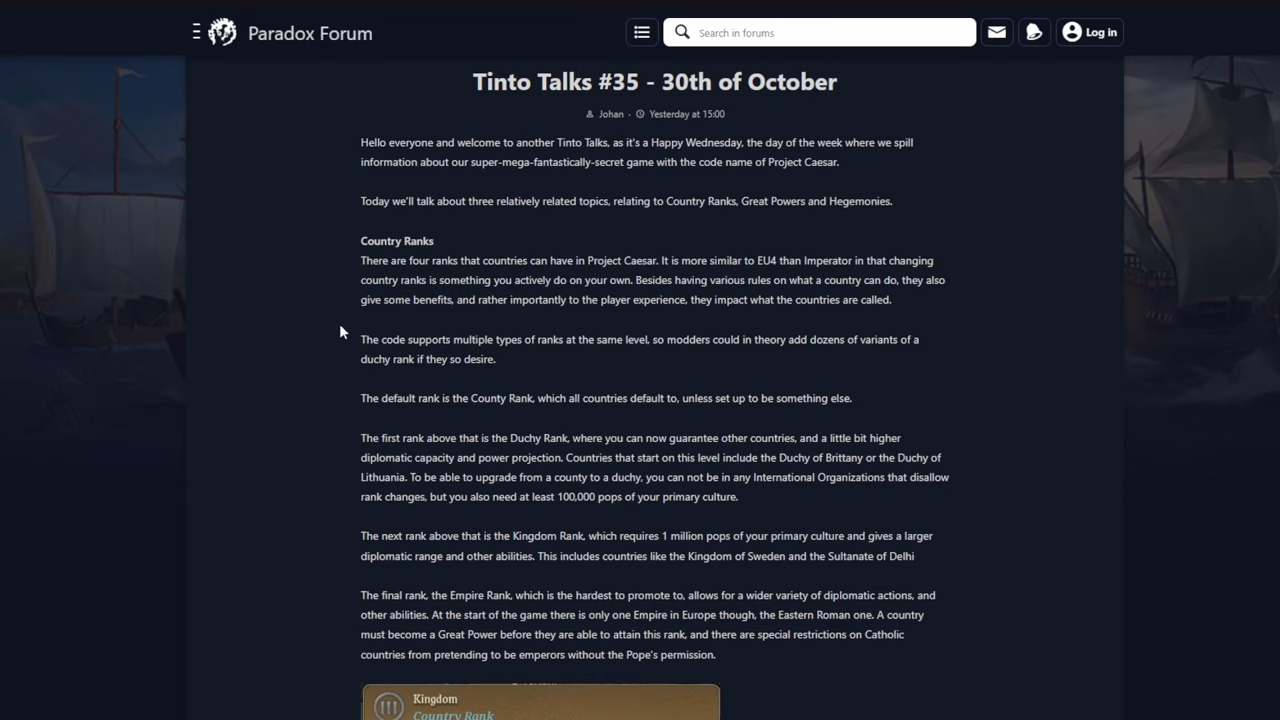 Paradox Forum
Search in forums
Log in
Tinto Talks #35 - 30th of October
Johan · Yesterday at 15:00
Hello everyone and welcome to another Tinto Talks, as it's a Happy Wednesday, the day of the week where we spill
information about our super-mega-fantastically-secret game with the code name of Project Caesar.
Today we'll talk about three relatively related topics, relating to Country Ranks, Great Powers and Hegemonies.
Country Ranks
There are four ranks that countries can have in Project Caesar. It is more similar to EU4 than Imperator in that changing
country ranks is something you actively do on your own. Besides having various rules on what a country can do, they also
give some benefits, and rather importantly to the player experience, they impact what the countries are called.
The code supports multiple types of ranks at the same level, so modders could in theory add dozens of variants of a
duchy rank if they so desire.
The default rank is the County Rank, which all countries default to, unless set up to be something else.
The first rank above that is the Duchy Rank, where you can now guarantee other countries, and a little bit higher
diplomatic capacity and power projection. Countries that start on this level include the Duchy of Brittany or the Duchy of
Lithuania. To be able to upgrade from a county to a duchy, you can not be in any International Organizations that disallow
rank changes, but you also need at least 100,000 pops of your primary culture.
The next rank above that is the Kingdom Rank, which requires 1 million pops of your primary culture and gives a larger
diplomatic range and other abilities. This includes countries like the Kingdom of Sweden and the Sultanate of Delhi
The final rank, the Empire Rank, which is the hardest to promote to, allows for a wider variety of diplomatic actions, and
other abilities. At the start of the game there is only one Empire in Europe though, the Eastern Roman one. A country
must become a Great Power before they are able to attain this rank, and there are special restrictions on Catholic
countries from pretending to be emperors without the Pope's permission.
III Kingdom
Country Rank